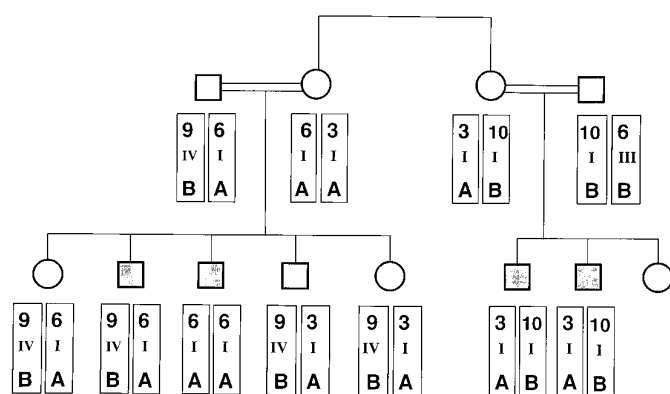 9 6 6 3 3 10 10 6
IV I I I I I I III
B A A A A B B B
9 6 9 6 6 6 9 3 9 3 3 10 3 10
IV I IV I I I IV I IV I I I I I
B A B A A A B A B A A B A B